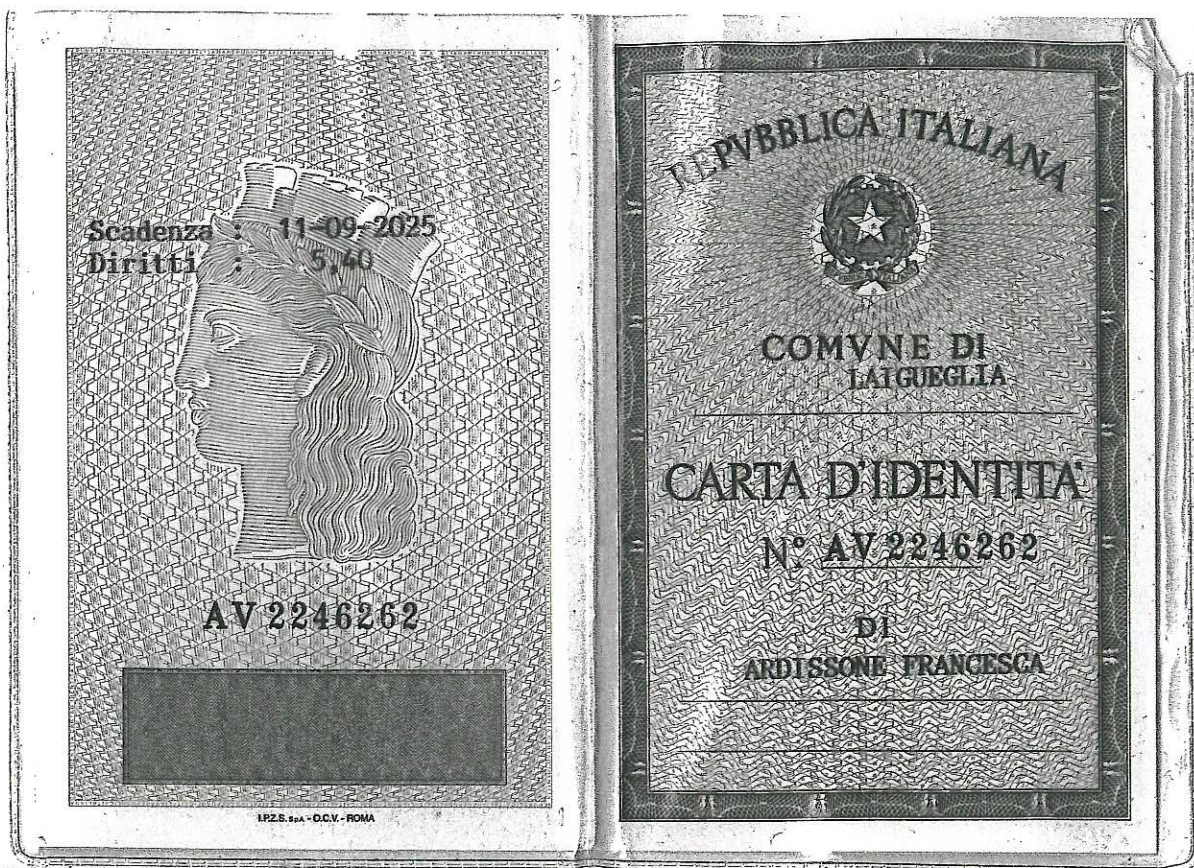 Scadenza : 11-09-2025
Diritti : 5,40
AV 2246262
I.P.Z.S. S.p.A. - O.C.V. - ROMA
REPVBBLICA ITALIANA
COMVNE DI
LAIGUEGLIA
CARTA D'IDENTITA'
N° AV 2246262
DI
ARDISSONE FRANCESCA